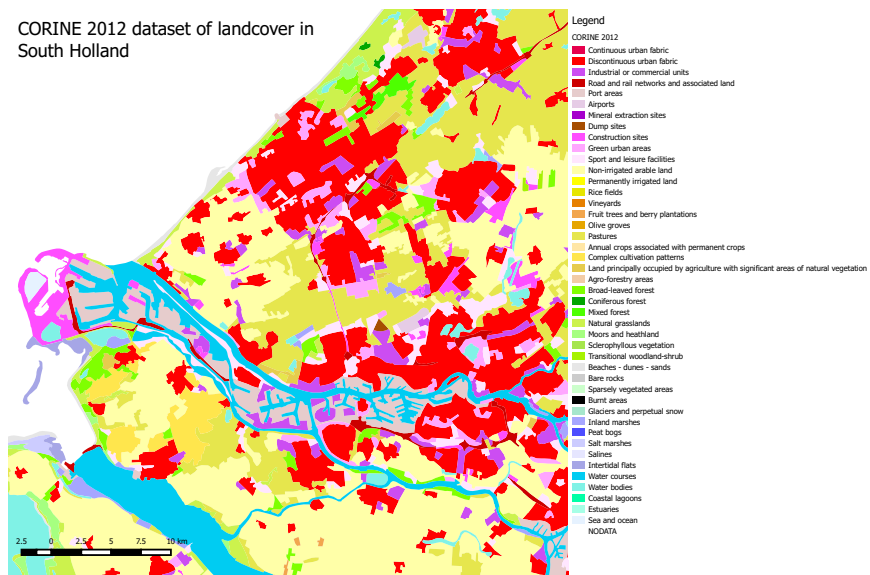 CORINE 2012 dataset of landcover in
South Holland
Legend
CORINE 2012
Continuous urban fabric
Discontinuous urban fabric
Industrial or commercial units
Road and rail networks and associated land
Port areas
Airports
Mineral extraction sites
Dump sites
Construction sites
Green urban areas
Sport and leisure facilities
Non-irrigated arable land
Permanently irrigated land
Rice fields
Vineyards
Fruit trees and berry plantations
Olive groves
Pastures
Annual crops associated with permanent crops
Complex cultivation patterns
Land principally occupied by agriculture with significant areas of natural vegetation
Agro-forestry areas
Broad-leaved forest
Coniferous forest
Mixed forest
Natural grasslands
Moors and heathland
Sclerophyllous vegetation
Transitional woodland-shrub
Beaches - dunes - sands
Bare rocks
Sparsely vegetated areas
Burnt areas
Glaciers and perpetual snow
Inland marshes
Peat bogs
Salt marshes
Salines
Intertidal flats
Water courses
Water bodies
Coastal lagoons
Estuaries
Sea and ocean
NODATA
2.5 0 2.5 5 7.5 10 km